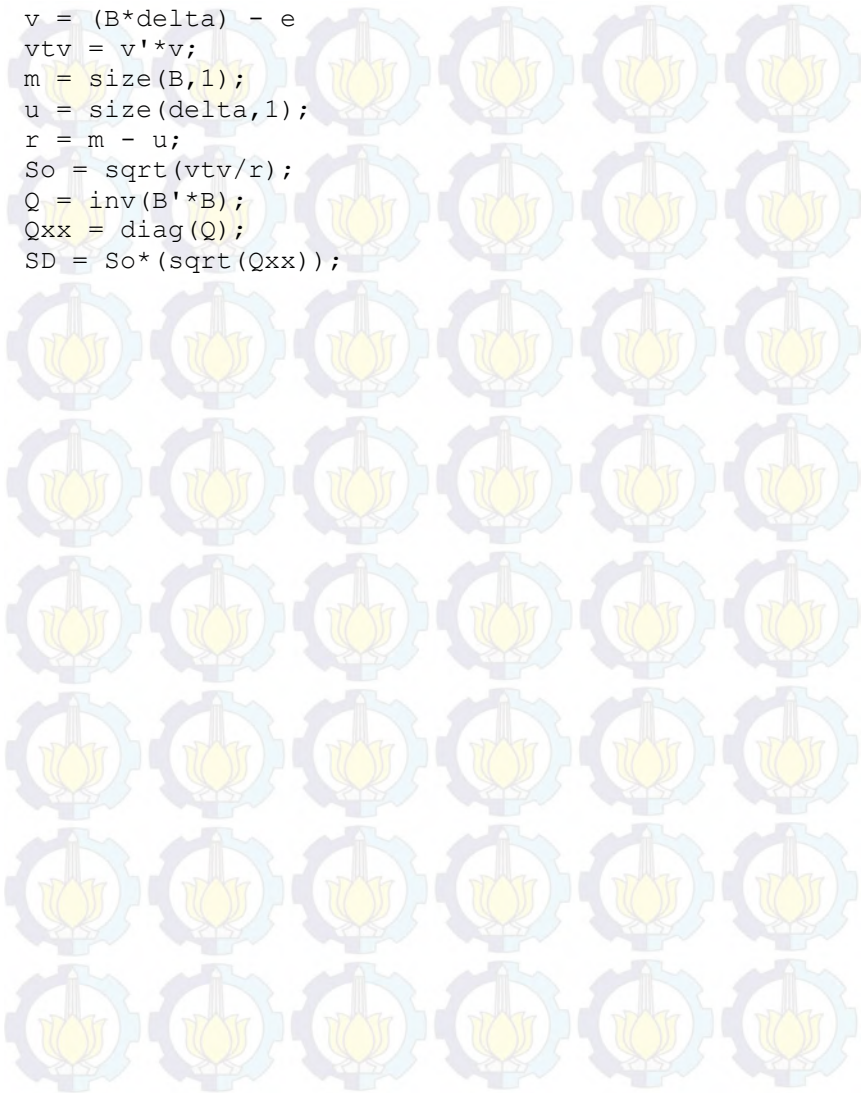 v = (B*delta) - e
vtv = v'*v;
m = size(B,1);
u = size(delta,1);
r = m - u;
So = sqrt(vtv/r);
Q = inv(B'*B);
Qxx = diag(Q);
SD = So*(sqrt(Qxx));